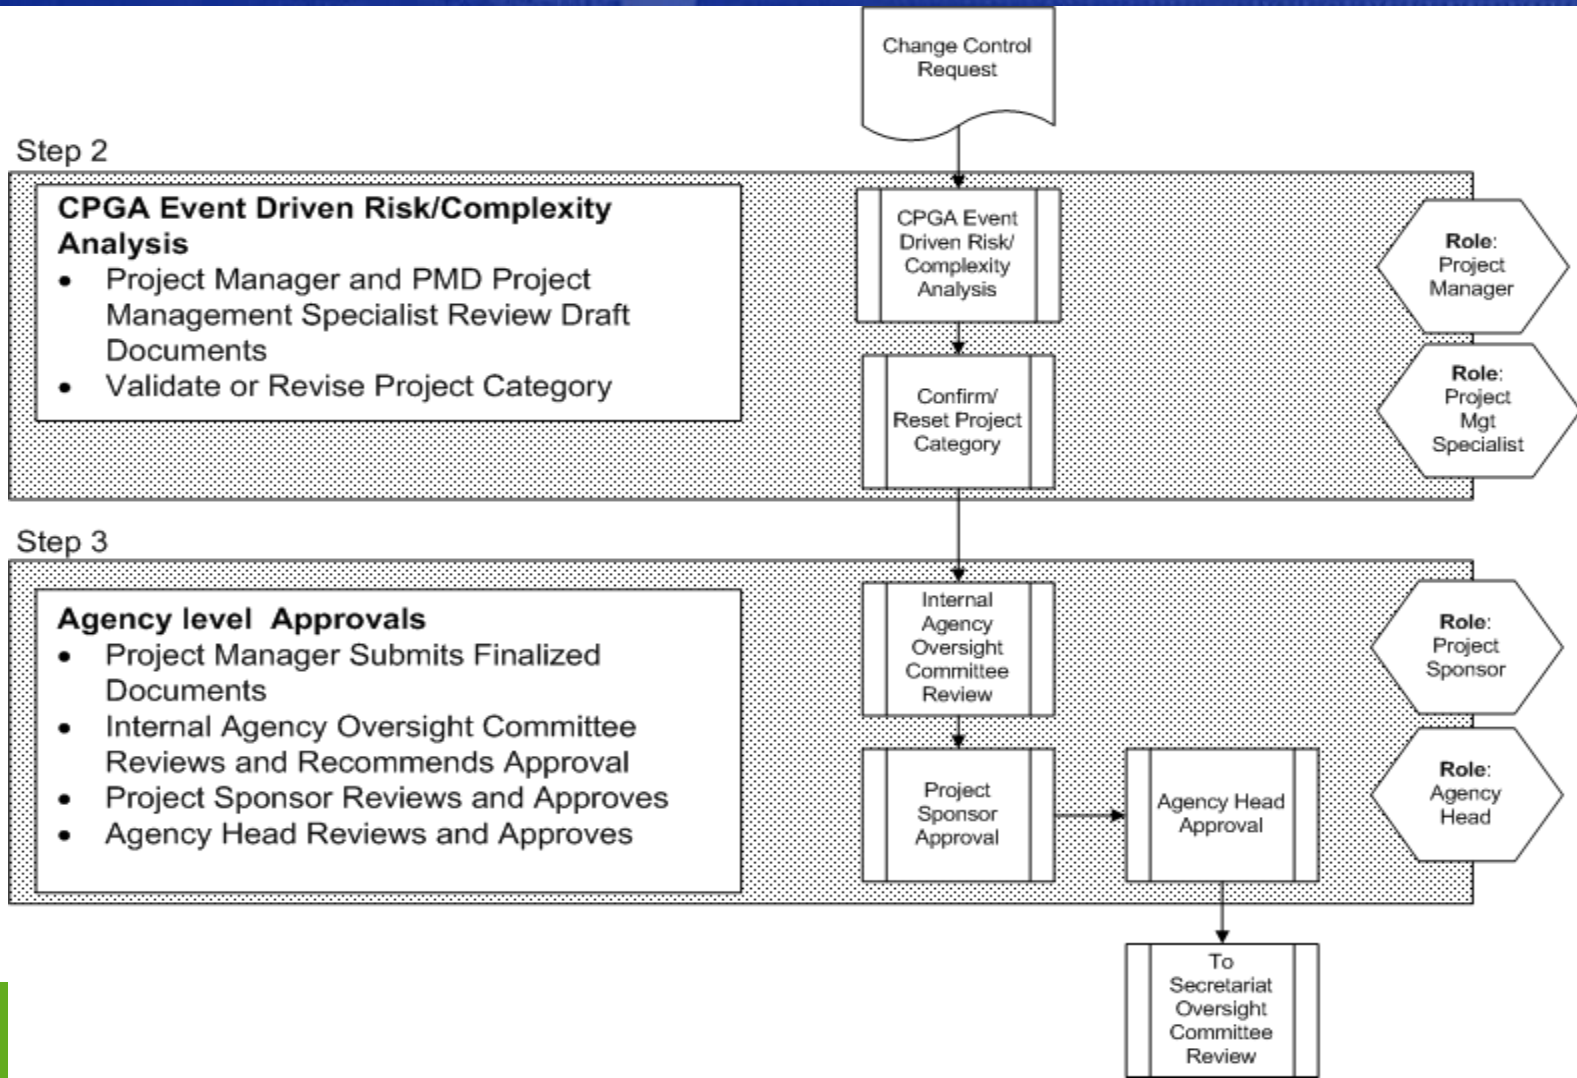 Change Control
Request
Step 2
CPGA Event Driven Risk/Complexity
Analysis
• Project Manager and PMD Project
Management Specialist Review Draft
Documents
• Validate or Revise Project Category
CPGA Event
Driven Risk/
Complexity
Analysis
Confirm/
Reset Project
Category
Role:
Project
Manager
Role:
Project
Mgt
Specialist
Step 3
Agency level  Approvals
• Project Manager Submits Finalized
Documents
• Internal Agency Oversight Committee
Reviews and Recommends Approval
• Project Sponsor Reviews and Approves
• Agency Head Reviews and Approves
Internal
Agency
Oversight
Committee
Review
Project
Sponsor
Approval
Agency Head
Approval
Role:
Project
Sponsor
Role:
Agency
Head
To
Secretariat
Oversight
Committee
Review